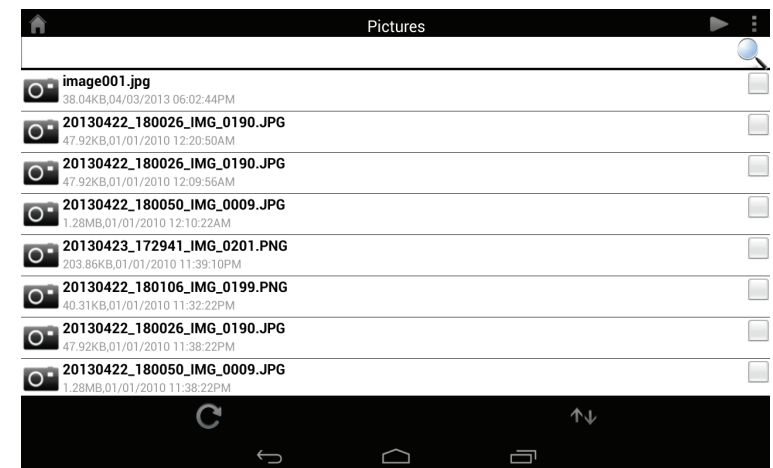 Pictures
image001.jpg
38.04KB,04/03/2013 06:02:44PM
20130422_180026_IMG_0190.JPG
47.92KB,01/01/2010 12:20:50AM
20130422_180026_IMG_0190.JPG
47.92KB,01/01/2010 12:09:56AM
20130422_180050_IMG_0009.JPG
1.28MB,01/01/2010 12:10:22AM
20130423_172941_IMG_0201.PNG
203.86KB,01/01/2010 11:39:10PM
20130422_180106_IMG_0199.PNG
40.31KB,01/01/2010 11:32:22PM
20130422_180026_IMG_0190.JPG
47.92KB,01/01/2010 11:38:22PM
20130422_180050_IMG_0009.JPG
1.28MB,01/01/2010 11:38:22PM